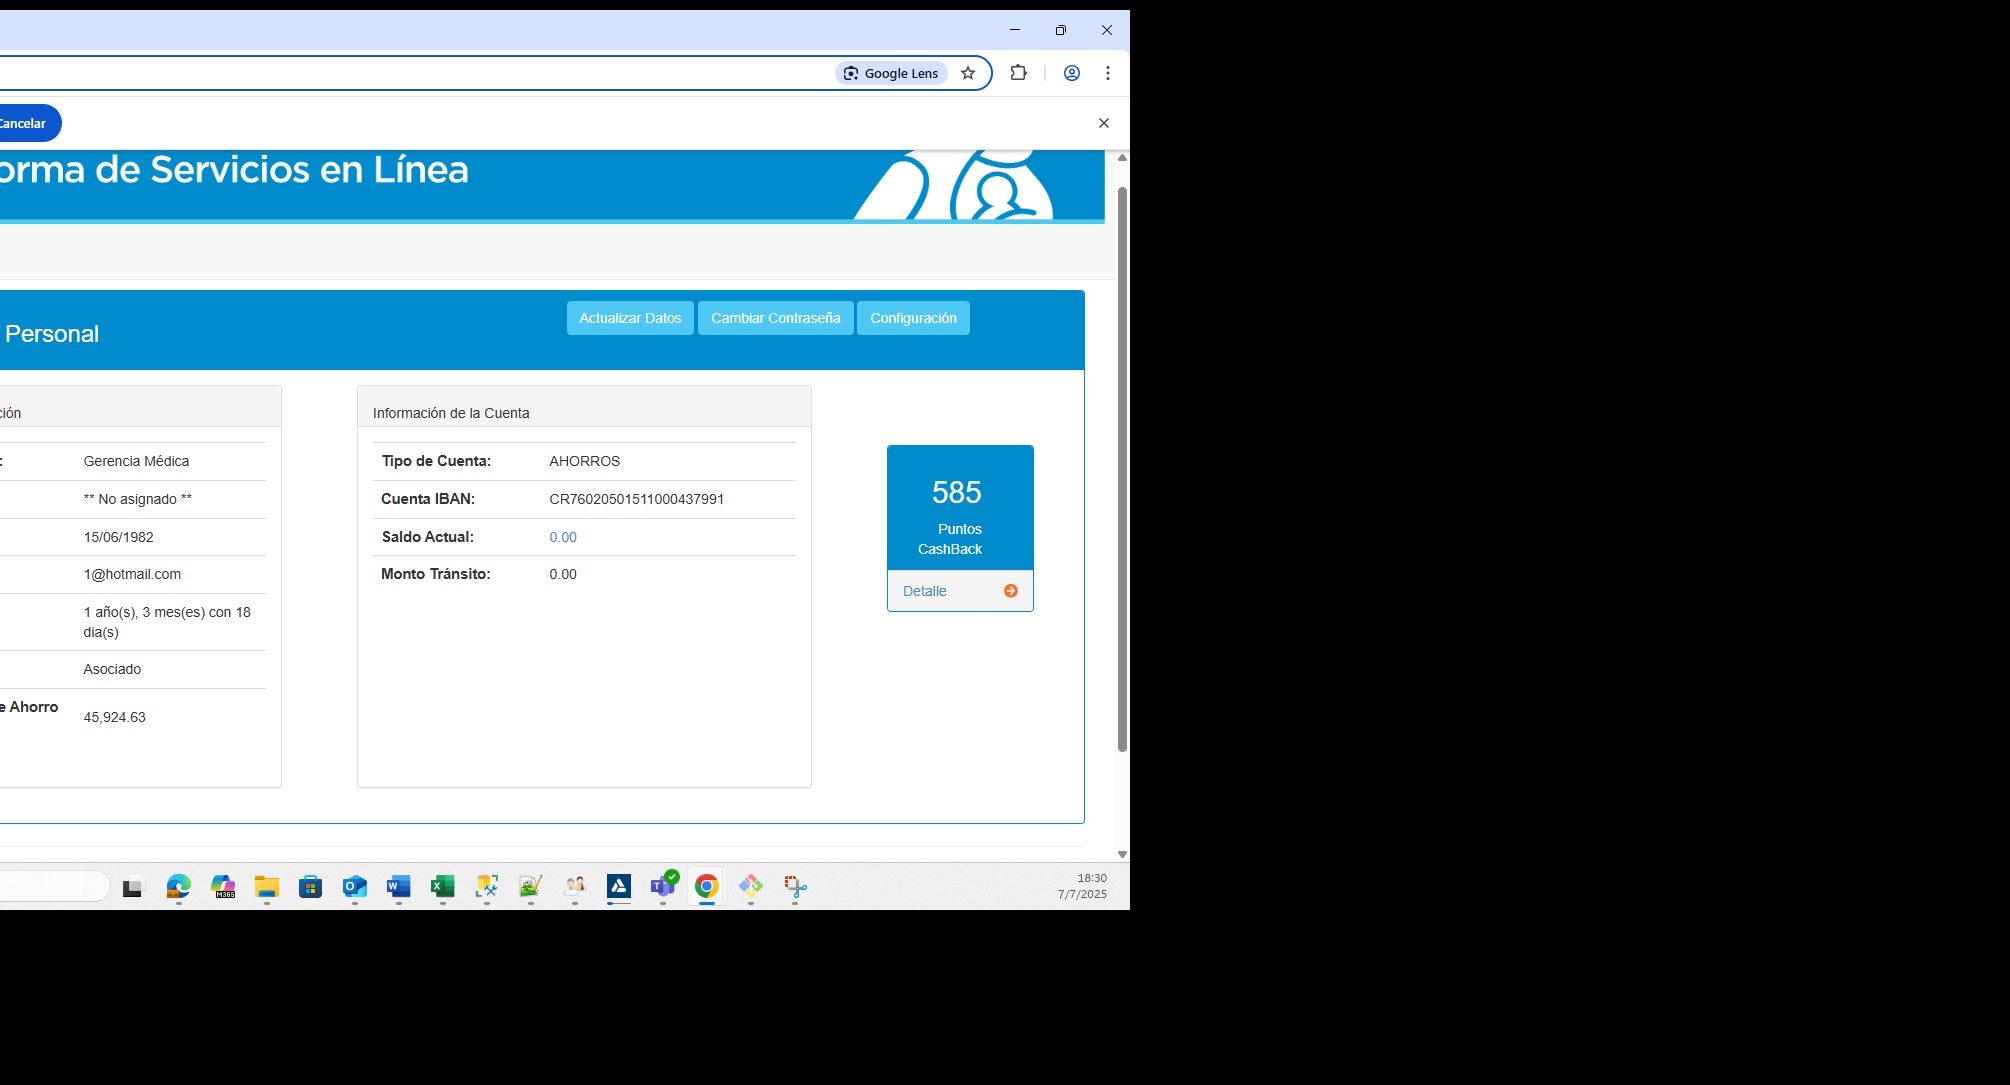 Google Lens
Cancelar
orma de Servicios en Línea
Personal
Actualizar Datos
Cambiar Contraseña
Configuración
ción
: Gerencia Médica
** No asignado **
15/06/1982
1@hotmail.com
1 año(s), 3 mes(es) con 18
dia(s)
Asociado
e Ahorro 45,924.63
Información de la Cuenta
Tipo de Cuenta: AHORROS
Cuenta IBAN: CR76020501511000437991
Saldo Actual: 0.00
Monto Tránsito: 0.00
585
Puntos
CashBack
Detalle
M365
18:30
7/7/2025